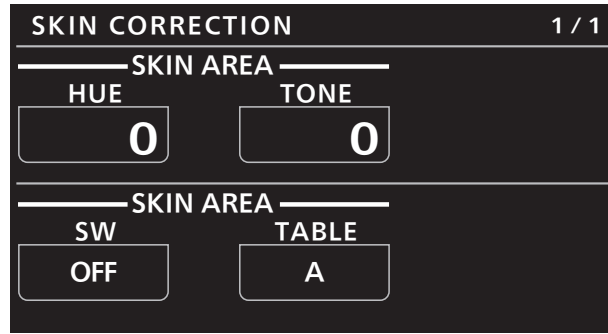 SKIN CORRECTION 1/1
SKIN AREA
HUE TONE
0 0
SKIN AREA
SW TABLE
OFF A